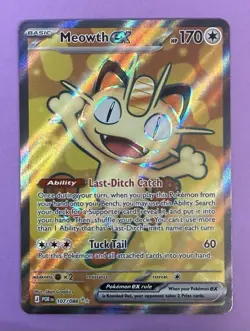 BASIC
Meowth ex
HP 170
Ability
Last-Ditch Catch
Once during your turn, when you play this Pokémon from
your hand onto your Bench, you may use this Ability. Search
your deck for a Supporter card, reveal it, and put it into your
hand. Then, shuffle your deck. You can't use more than 1
Ability that has "Last-Ditch" in its name each turn.
Tuck Tail 60
Put this Pokémon and all attached cards into your hand.
×2
Pokémon ex rule
When your Pokémon ex
is Knocked Out, your opponent takes 2 Prize cards.
J POR EN 107/088